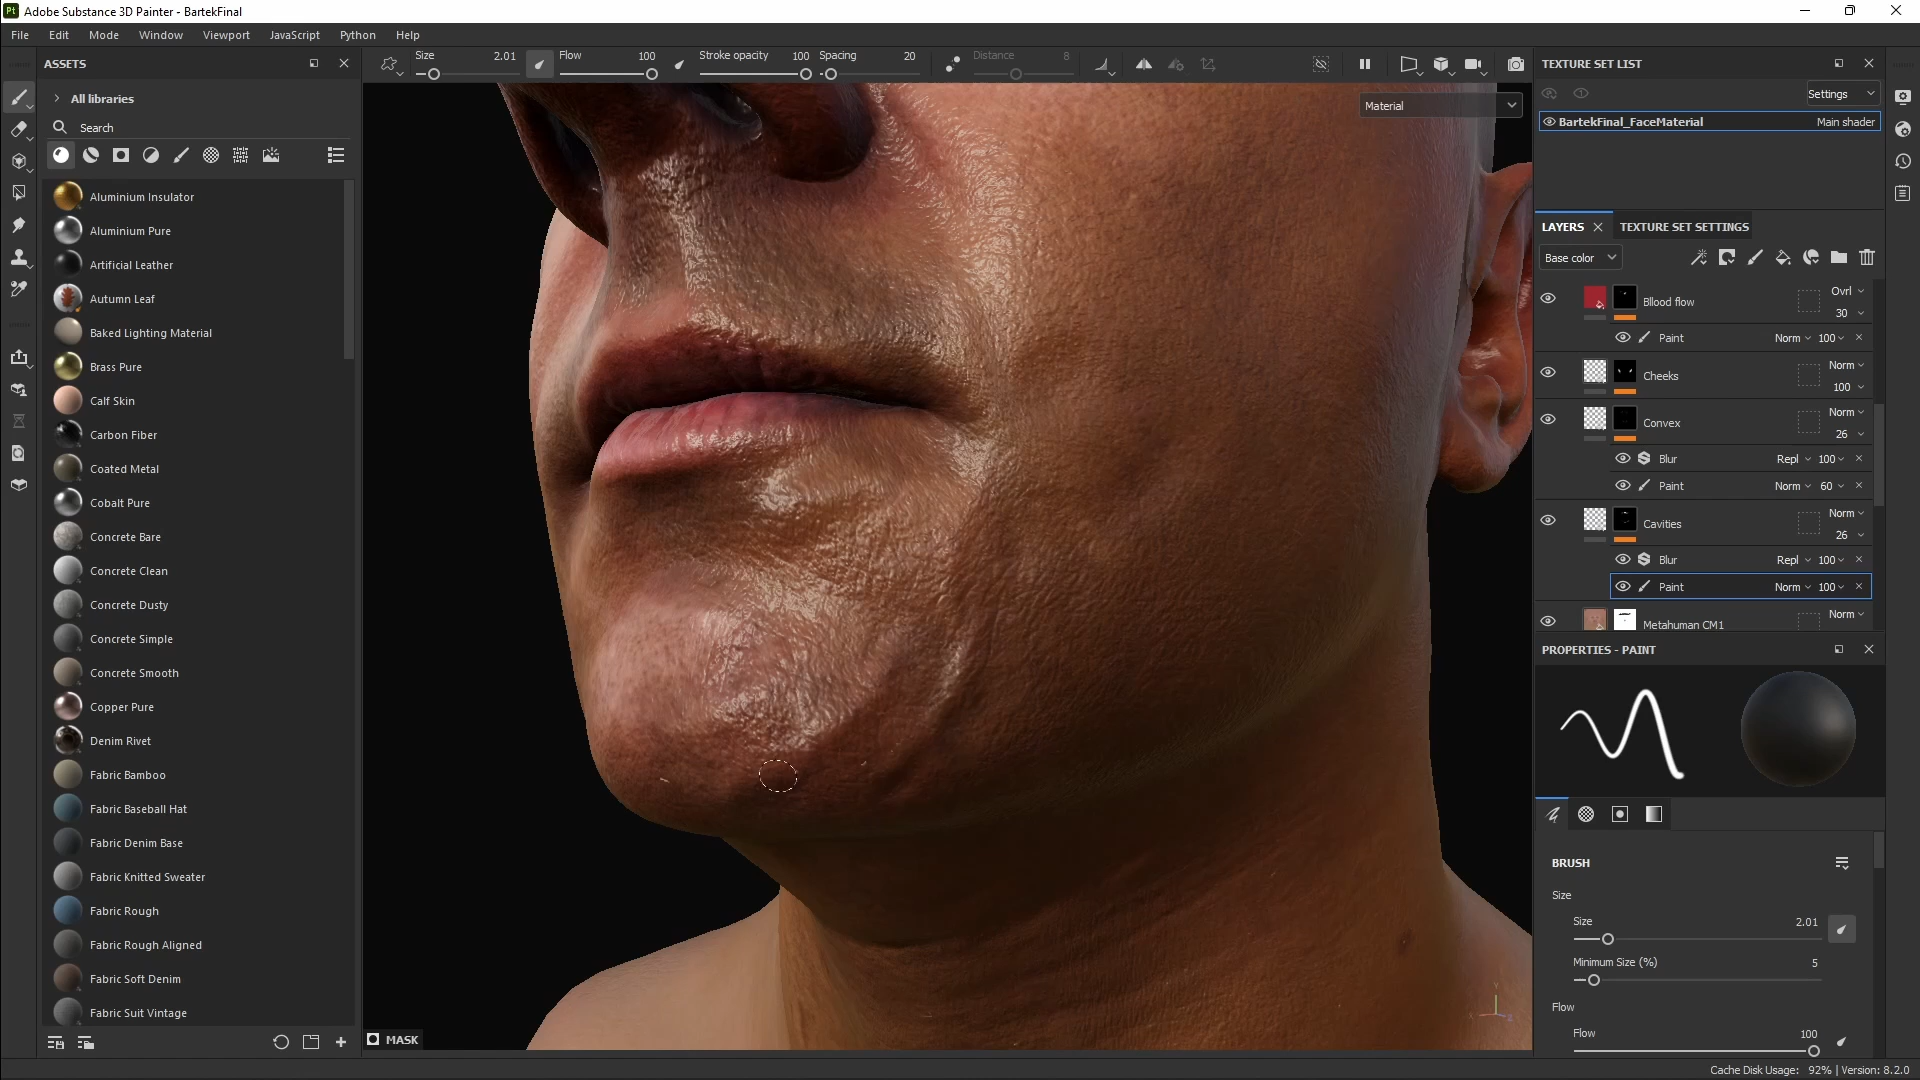 Pt Adobe Substance 3D Painter - BartekFinal
File Edit Mode Window Viewport JavaScript Python Help
ASSETS
All libraries
Search
Aluminium Insulator
Aluminium Pure
Artificial Leather
Autumn Leaf
Baked Lighting Material
Brass Pure
Calf Skin
Carbon Fiber
Coated Metal
Cobalt Pure
Concrete Bare
Concrete Clean
Concrete Dusty
Concrete Simple
Concrete Smooth
Copper Pure
Denim Rivet
Fabric Bamboo
Fabric Baseball Hat
Fabric Denim Base
Fabric Knitted Sweater
Fabric Rough
Fabric Rough Aligned
Fabric Soft Denim
Fabric Suit Vintage
Size 2.01 Flow 100 Stroke opacity 100 Spacing 20 Distance 8
Material
MASK
TEXTURE SET LIST
Settings
BartekFinal_FaceMaterial Main shader
LAYERS TEXTURE SET SETTINGS
Base color
Bllood flow Ovrl 30
Paint Norm 100
Cheeks Norm 100
Convex Norm 26
Blur Repl 100
Paint Norm 60
Cavities Norm 26
Blur Repl 100
Paint Norm 100
Metahuman CM1 Norm
PROPERTIES - PAINT
BRUSH
Size
Size 2.01
Minimum Size (%) 5
Flow
Flow 100
Cache Disk Usage: 92% | Version: 8.2.0